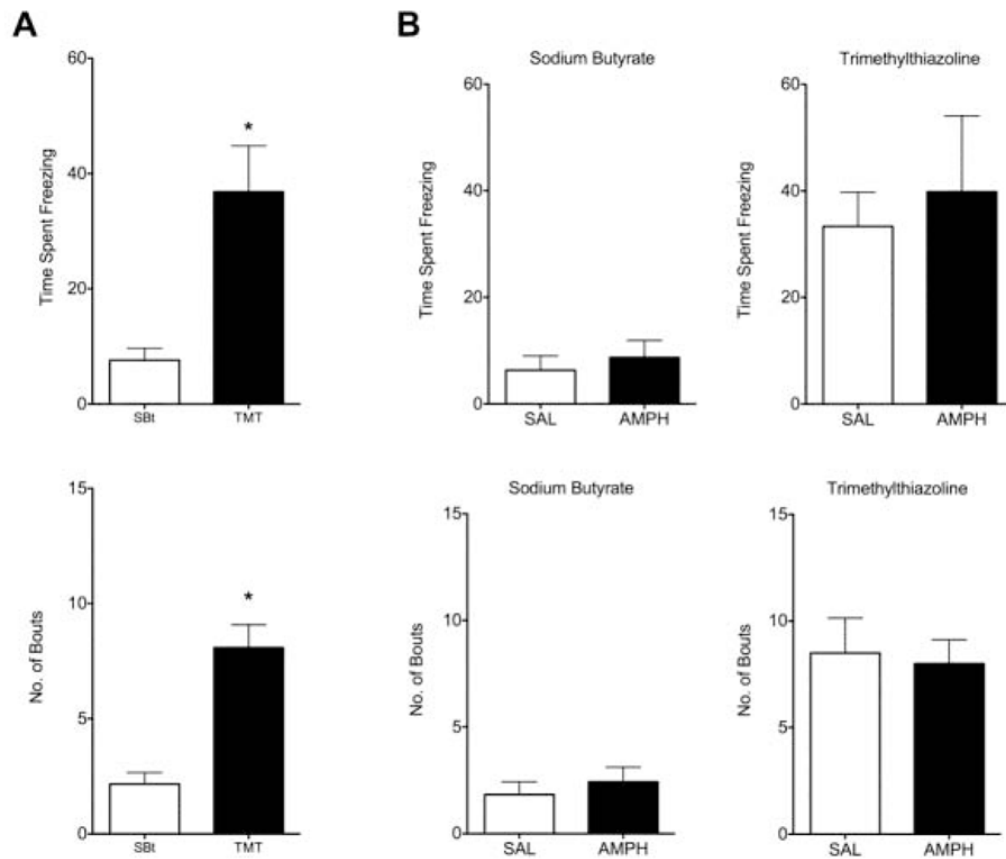 A
60
40
20
0
Time Spent Freezing
*
SBt TMT
15
10
5
0
No. of Bouts
*
SBt TMT
B
Sodium Butyrate
60
40
20
0
Time Spent Freezing
SAL AMPH
Trimethylthiazoline
60
40
20
0
Time Spent Freezing
SAL AMPH
Sodium Butyrate
15
10
5
0
No. of Bouts
SAL AMPH
Trimethylthiazoline
15
10
5
0
No. of Bouts
SAL AMPH